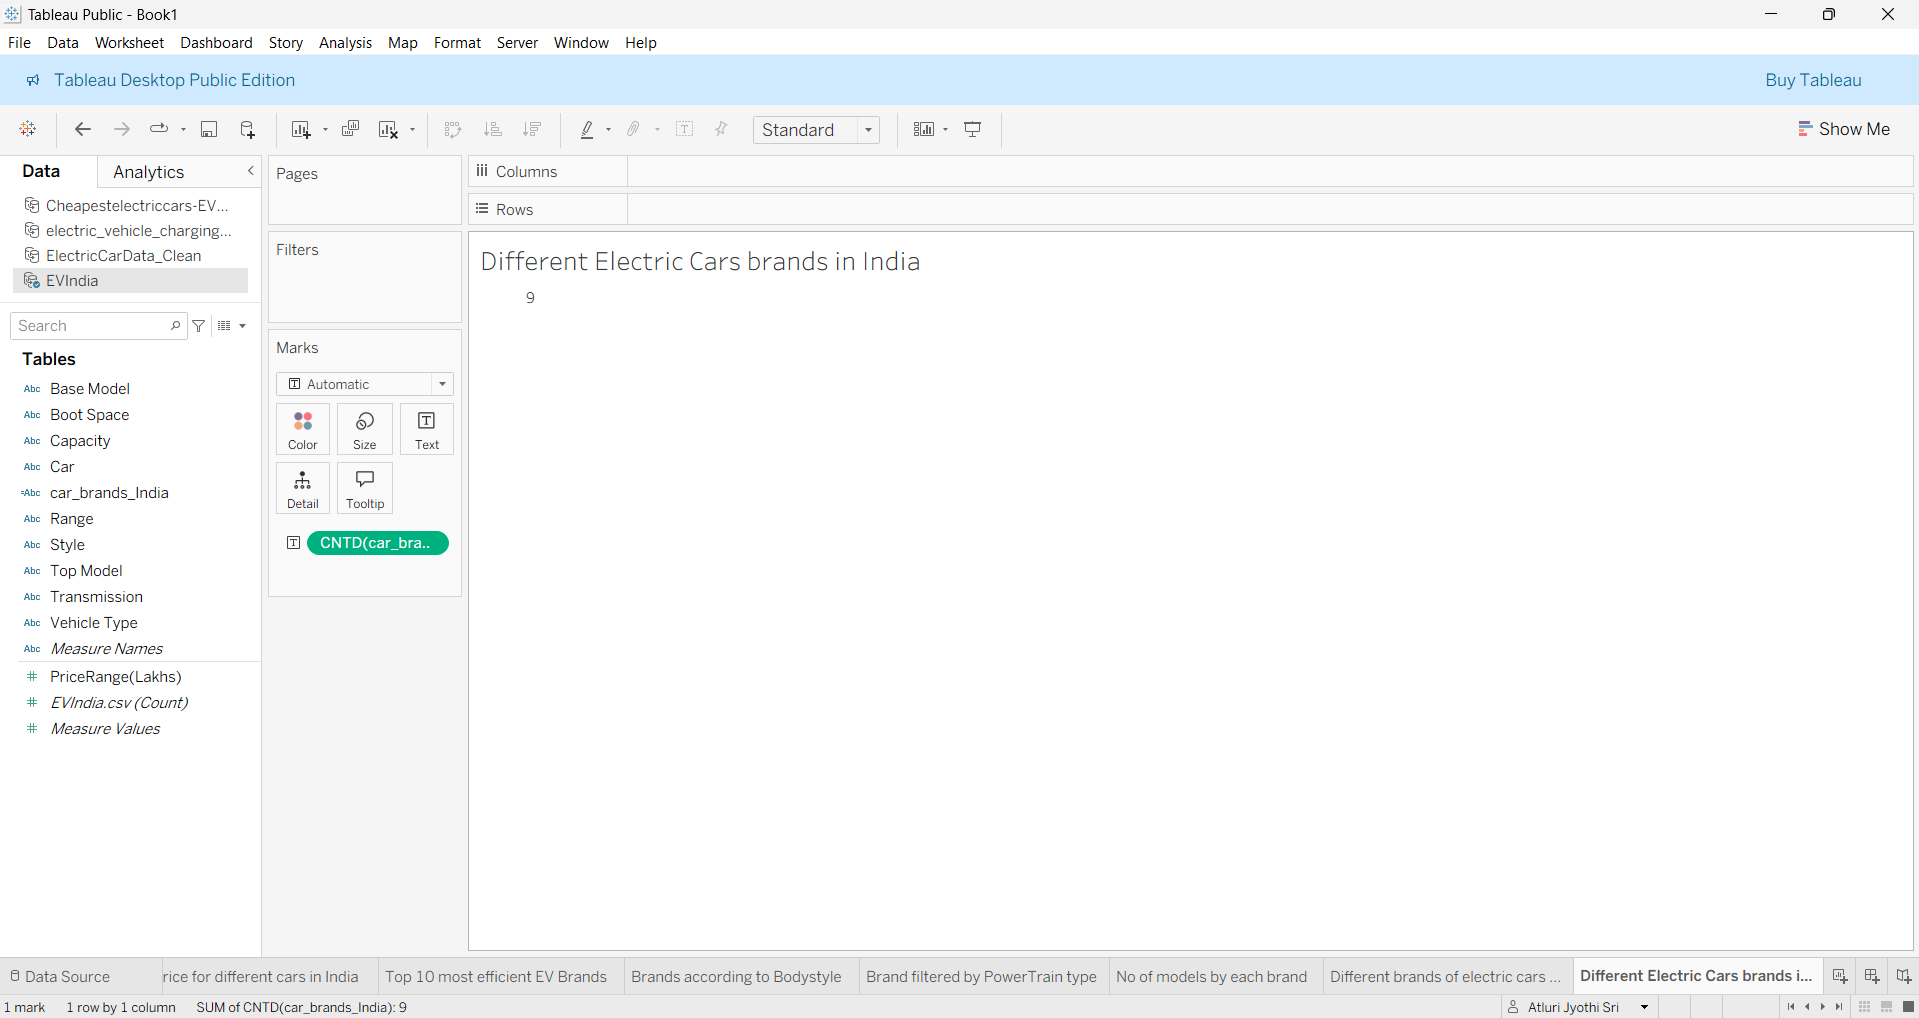 Tableau Public - Book1
File Data Worksheet Dashboard Story Analysis Map Format Server Window Help
Tableau Desktop Public Edition
Buy Tableau
Standard
Show Me
Data Analytics
Cheapestelectriccars-EV...
electric_vehicle_charging...
ElectricCarData_Clean
EVIndia
Search
Tables
Abc Base Model
Abc Boot Space
Abc Capacity
Abc Car
=Abc car_brands_India
Abc Range
Abc Style
Abc Top Model
Abc Transmission
Abc Vehicle Type
Abc Measure Names
# PriceRange(Lakhs)
# EVIndia.csv (Count)
# Measure Values
Pages
Filters
Marks
T Automatic
Color Size T Text
Detail Tooltip
T CNTD(car_bra..
Columns
Rows
Different Electric Cars brands in India
9
Data Source rice for different cars in India Top 10 most efficient EV Brands Brands according to Bodystyle Brand filtered by PowerTrain type No of models by each brand Different brands of electric cars ... Different Electric Cars brands i...
1 mark 1 row by 1 column SUM of CNTD(car_brands_India): 9 Atluri Jyothi Sri